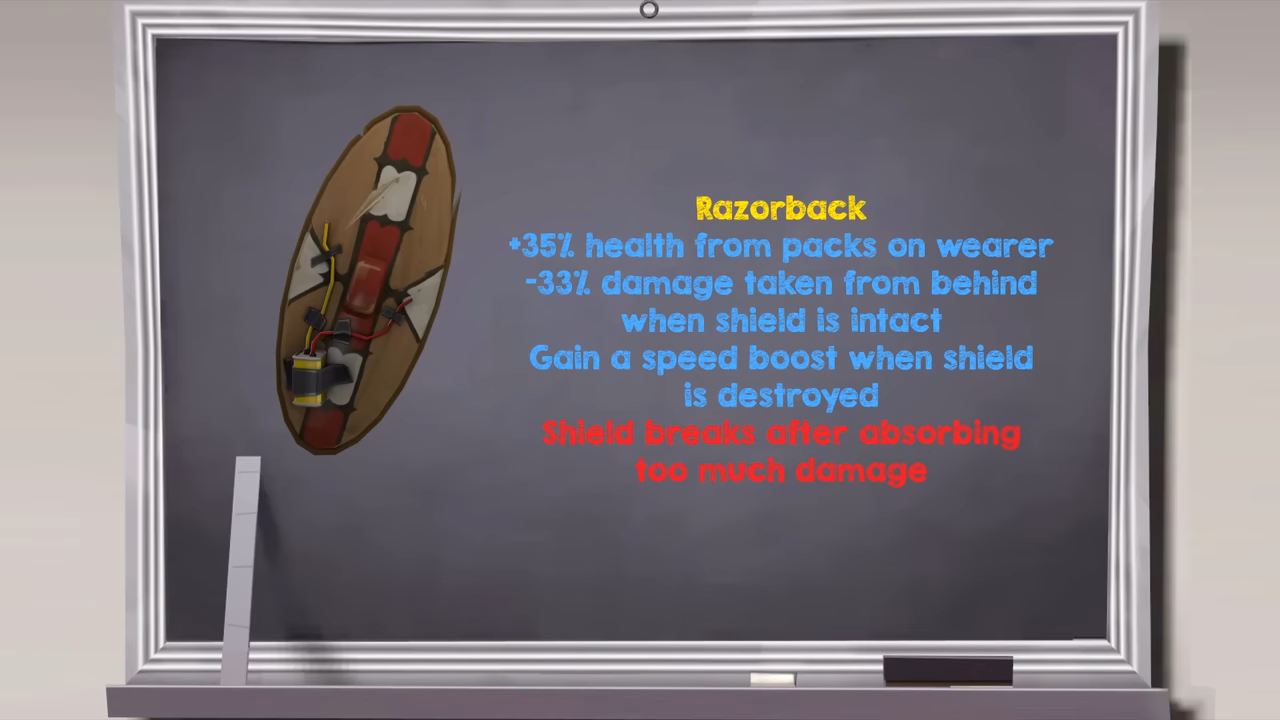 Razorback
+35% health from packs on wearer
-33% damage taken from behind
when shield is intact
Gain a speed boost when shield
is destroyed
Shield breaks after absorbing
too much damage